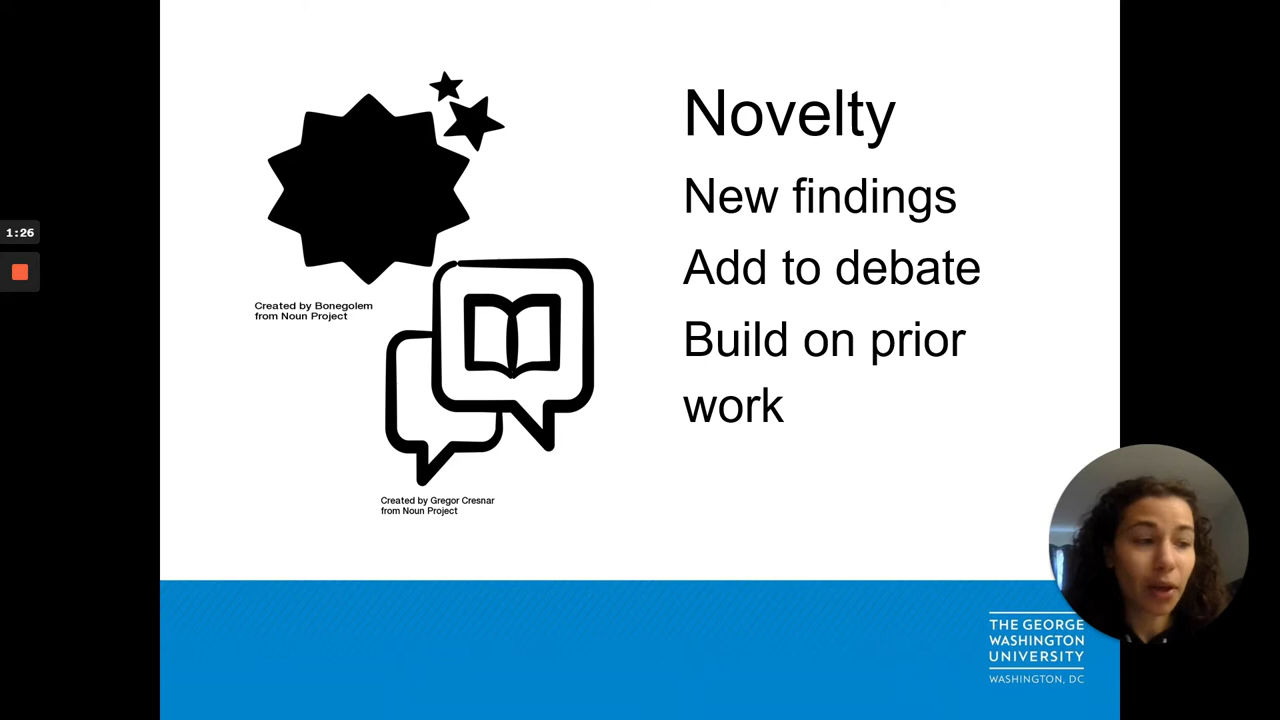 Novelty
New findings
Add to debate
Build on prior
work
1:26
Created by Bonegolem
from Noun Project
Created by Gregor Cresnar
from Noun Project
THE GEORGE
WASHINGTON
UNIVERSITY
WASHINGTON, DC